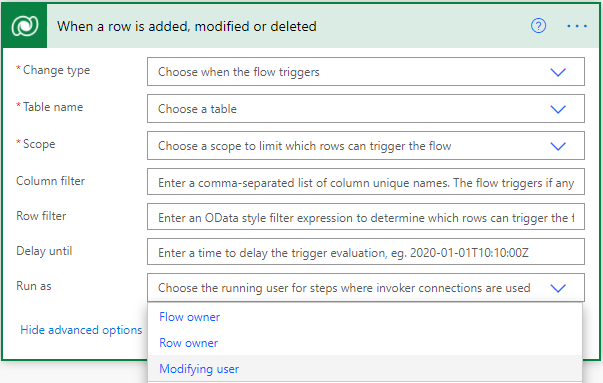 When a row is added, modified or deleted
* Change type Choose when the flow triggers
* Table name Choose a table
* Scope Choose a scope to limit which rows can trigger the flow
Column filter Enter a comma-separated list of column unique names. The flow triggers if any
Row filter Enter an OData style filter expression to determine which rows can trigger the f
Delay until Enter a time to delay the trigger evaluation, eg. 2020-01-01T10:10:00Z
Run as Choose the running user for steps where invoker connections are used
Flow owner
Hide advanced options
Row owner
Modifying user